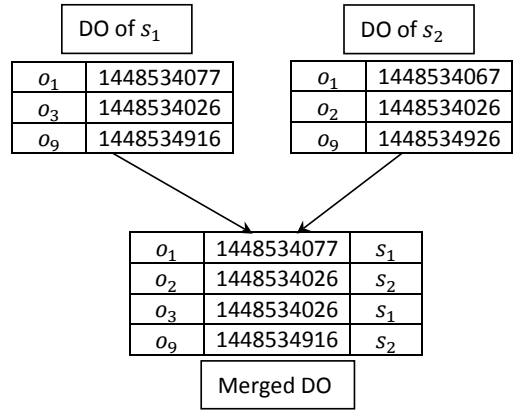 DO of s₁ DO of s₂
o₁ 1448534077 o₁ 1448534067
o₃ 1448534026 o₂ 1448534026
o₉ 1448534916 o₉ 1448534926
o₁ 1448534077 s₁
o₂ 1448534026 s₂
o₃ 1448534026 s₁
o₉ 1448534916 s₂
Merged DO